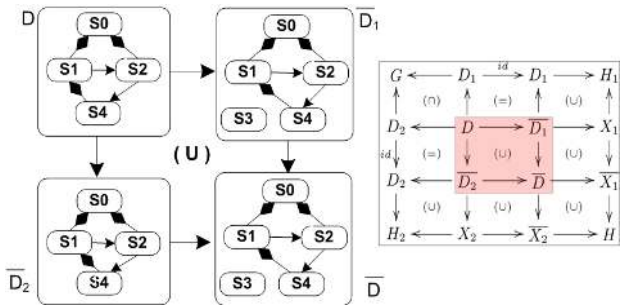 D
S0
S1
S2
S4
D̅₁
S0
S1
S2
S3
S4
(U)
D̅₂
S0
S1
S2
S4
D̅
S0
S1
S2
S3
S4
G D₁ id D₁ H₁
(∩) (=) (∪)
D₂ D D̅₁ X₁
id (=) (∪) (∪)
D₂ D̅₂ D̅ X̅₁
(∪) (∪) (∪)
H₂ X₂ X̅₂ H